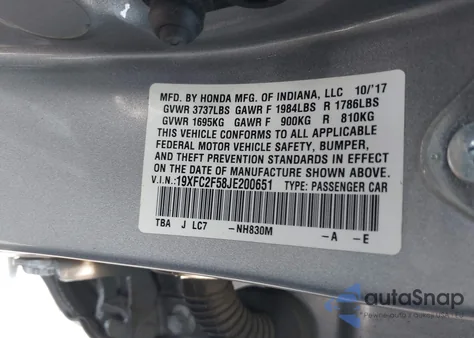 MFD. BY HONDA MFG. OF INDIANA, LLC 10/'17
GVWR 3737LBS GAWR F 1984LBS R 1786LBS
GVWR 1695KG GAWR F 900KG R 810KG
THIS VEHICLE CONFORMS TO ALL APPLICABLE
FEDERAL MOTOR VEHICLE SAFETY, BUMPER,
AND THEFT PREVENTION STANDARDS IN EFFECT
ON THE DATE OF MANUFACTURE SHOWN ABOVE.
V.I.N.:19XFC2F58JE200651 TYPE: PASSENGER CAR
TBA J LC7 -NH830M -A -E
autoSnap